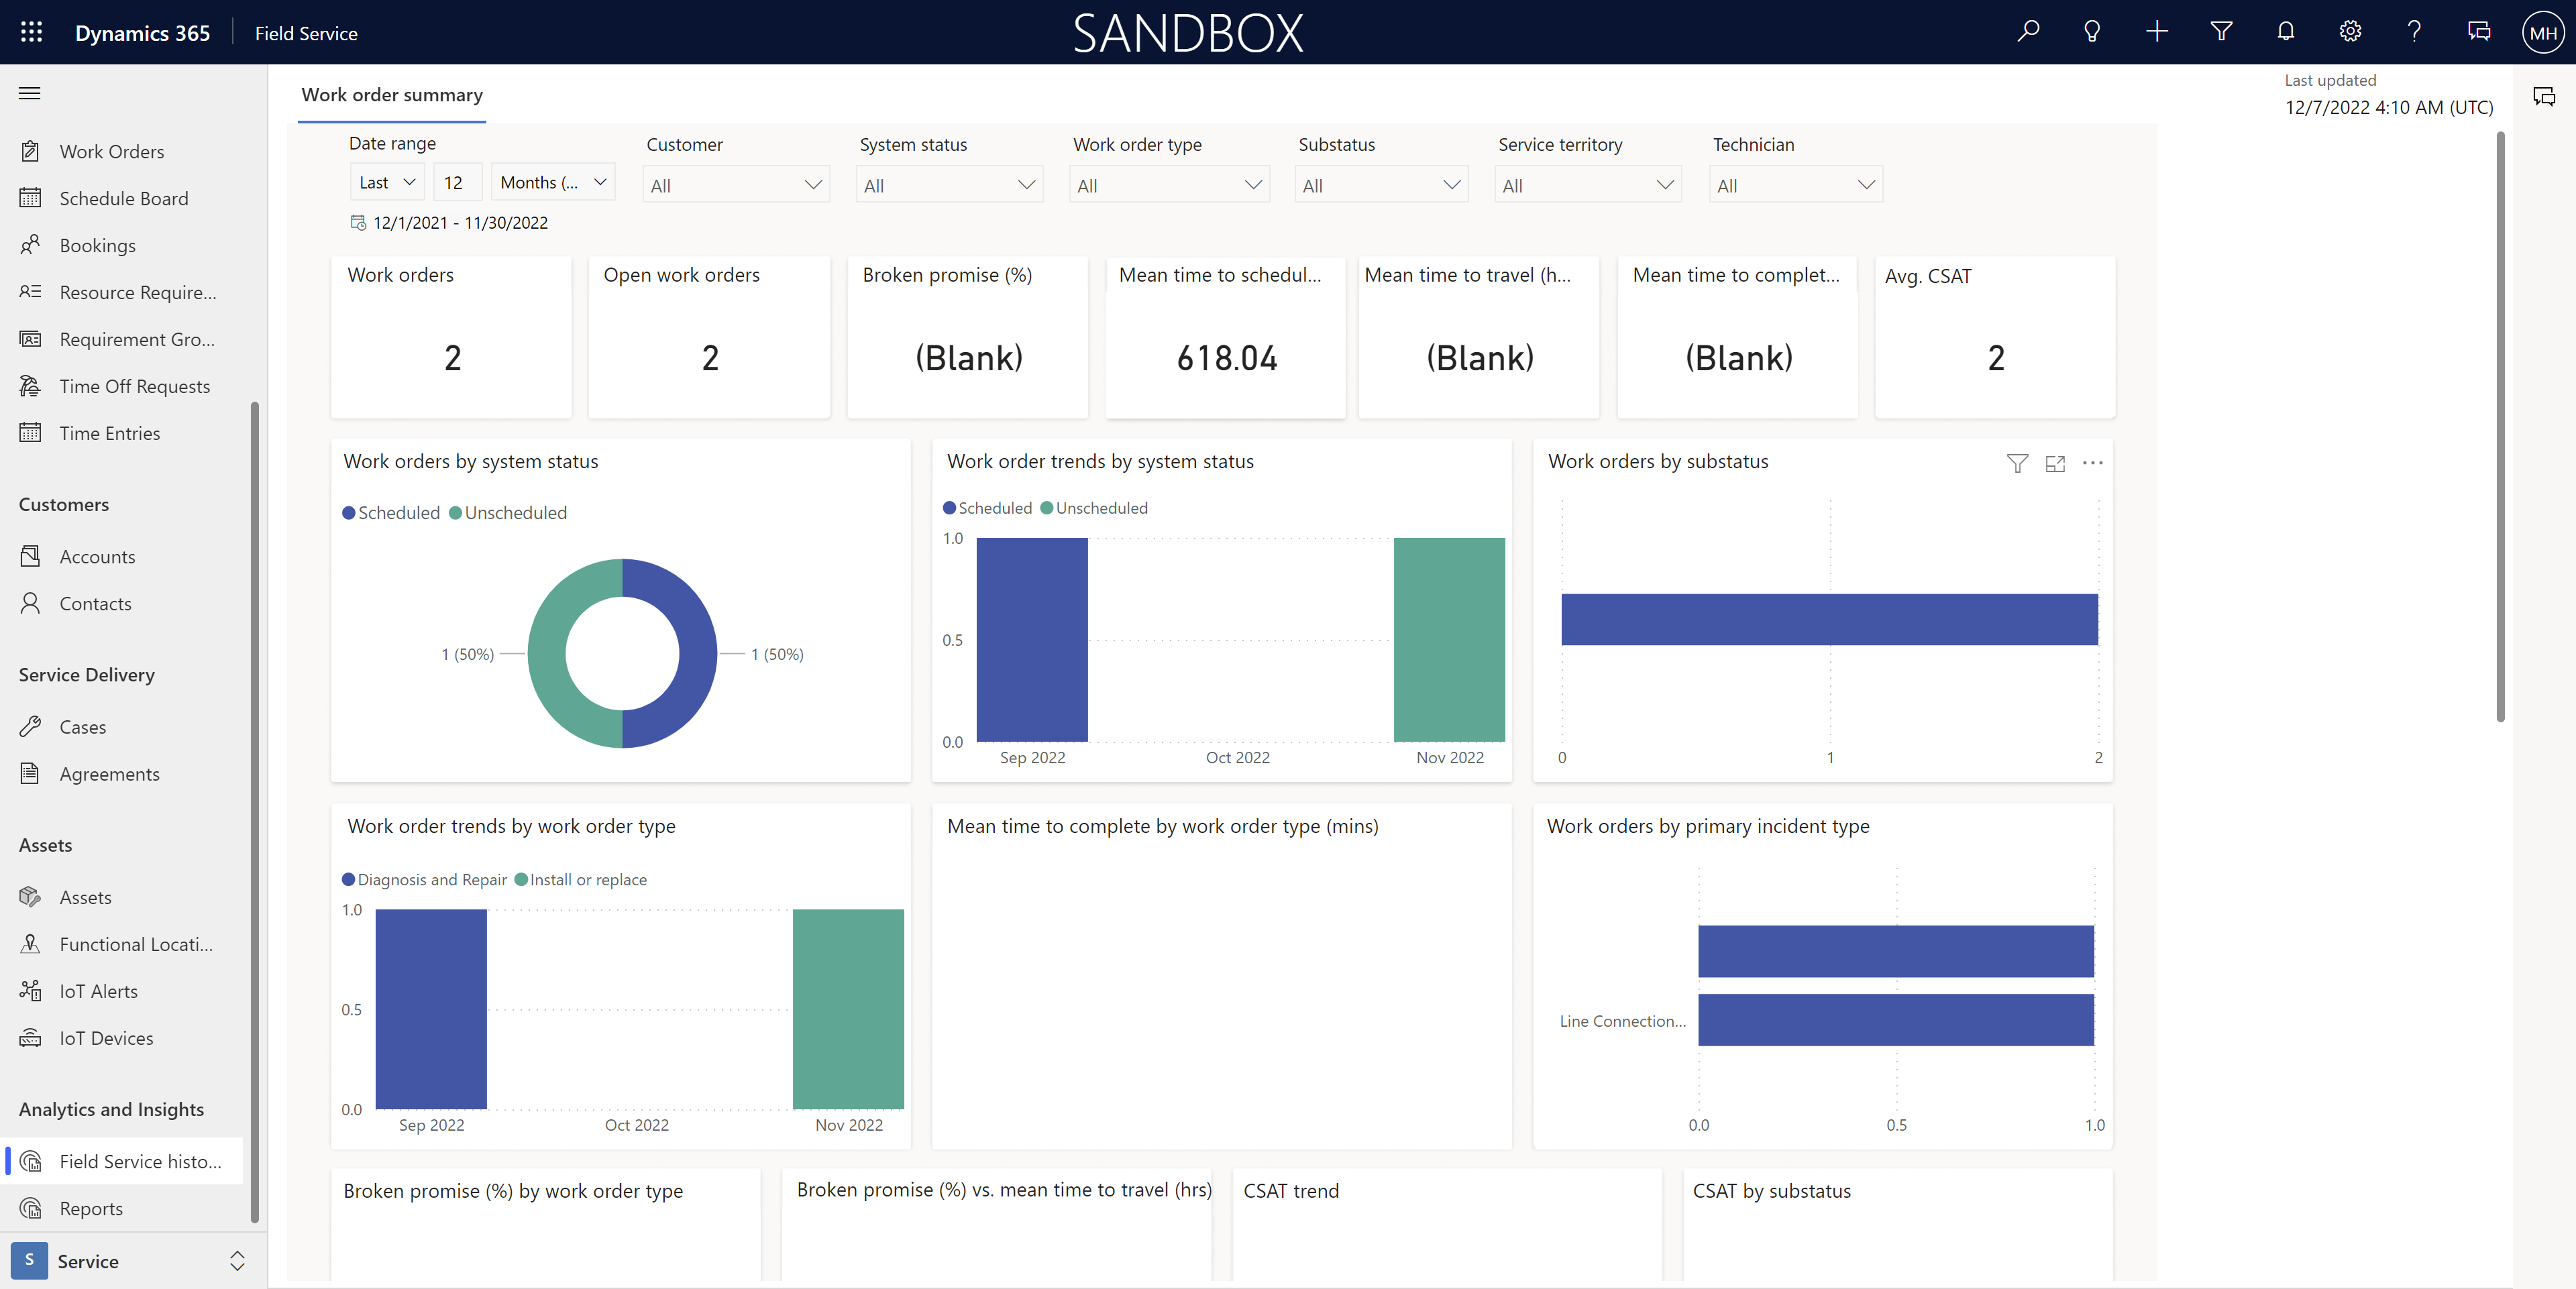 Dynamics 365
Field Service
SANDBOX
MH
Work order summary
Last updated
12/7/2022 4:10 AM (UTC)
Work Orders
Schedule Board
Bookings
Resource Require...
Requirement Gro...
Time Off Requests
Time Entries
Customers
Accounts
Contacts
Service Delivery
Cases
Agreements
Assets
Assets
Functional Locati...
IoT Alerts
IoT Devices
Analytics and Insights
Field Service histo...
Reports
S Service
Date range
Last 12 Months (...
12/1/2021 - 11/30/2022
Customer
All
System status
All
Work order type
All
Substatus
All
Service territory
All
Technician
All
Work orders
2
Open work orders
2
Broken promise (%)
(Blank)
Mean time to schedul...
618.04
Mean time to travel (h...
(Blank)
Mean time to complet...
(Blank)
Avg. CSAT
2
Work orders by system status
Scheduled Unscheduled
1 (50%) 1 (50%)
Work order trends by system status
Scheduled Unscheduled
1.0
0.5
0.0
Sep 2022 Oct 2022 Nov 2022
Work orders by substatus
0 1 2
Work order trends by work order type
Diagnosis and Repair Install or replace
1.0
0.5
0.0
Sep 2022 Oct 2022 Nov 2022
Mean time to complete by work order type (mins)
Work orders by primary incident type
Line Connection...
0.0 0.5 1.0
Broken promise (%) by work order type
Broken promise (%) vs. mean time to travel (hrs)
CSAT trend
CSAT by substatus